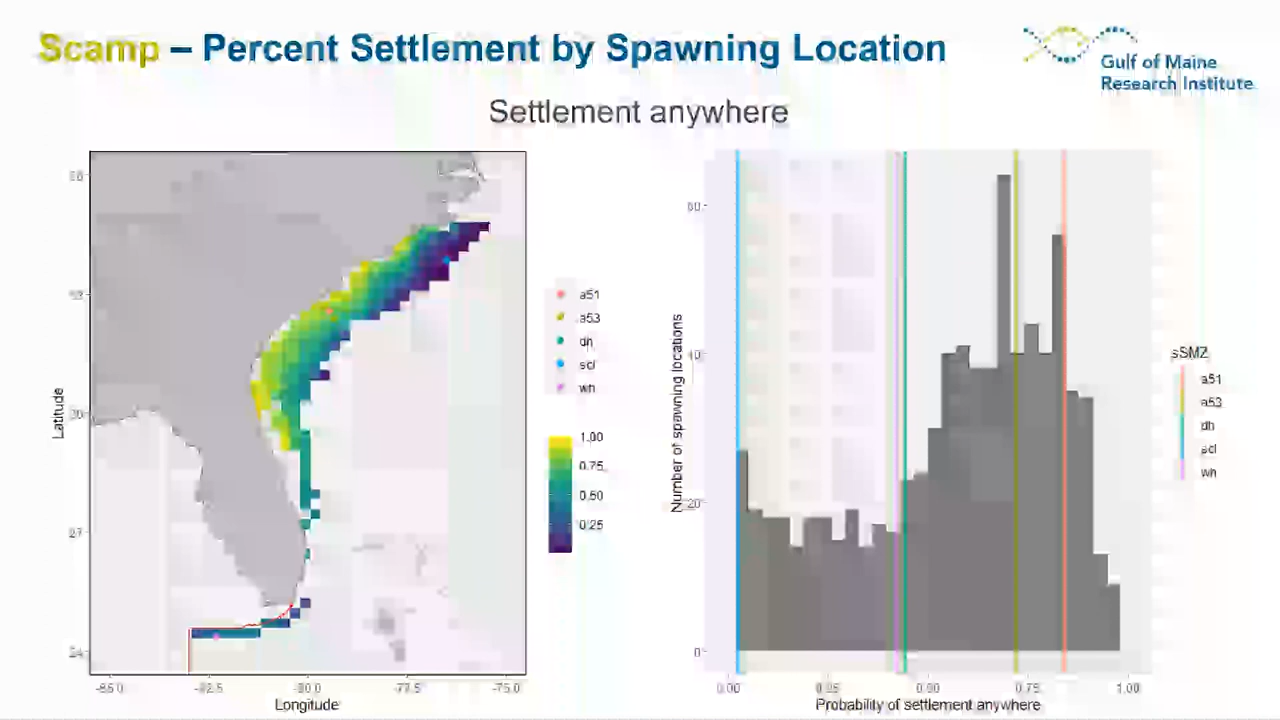 Scamp – Percent Settlement by Spawning Location
Gulf of Maine
Research Institute
Settlement anywhere
Latitude
30
27
24
-85.0
-82.5
-80.0
-77.5
-75.0
Longitude
a51
a53
dh
scl
wh
1.00
0.75
0.50
0.25
Number of spawning locations
60
40
20
0
0.00
0.25
0.50
0.75
1.00
Probability of settlement anywhere
sSMZ
a51
a53
dh
scl
wh